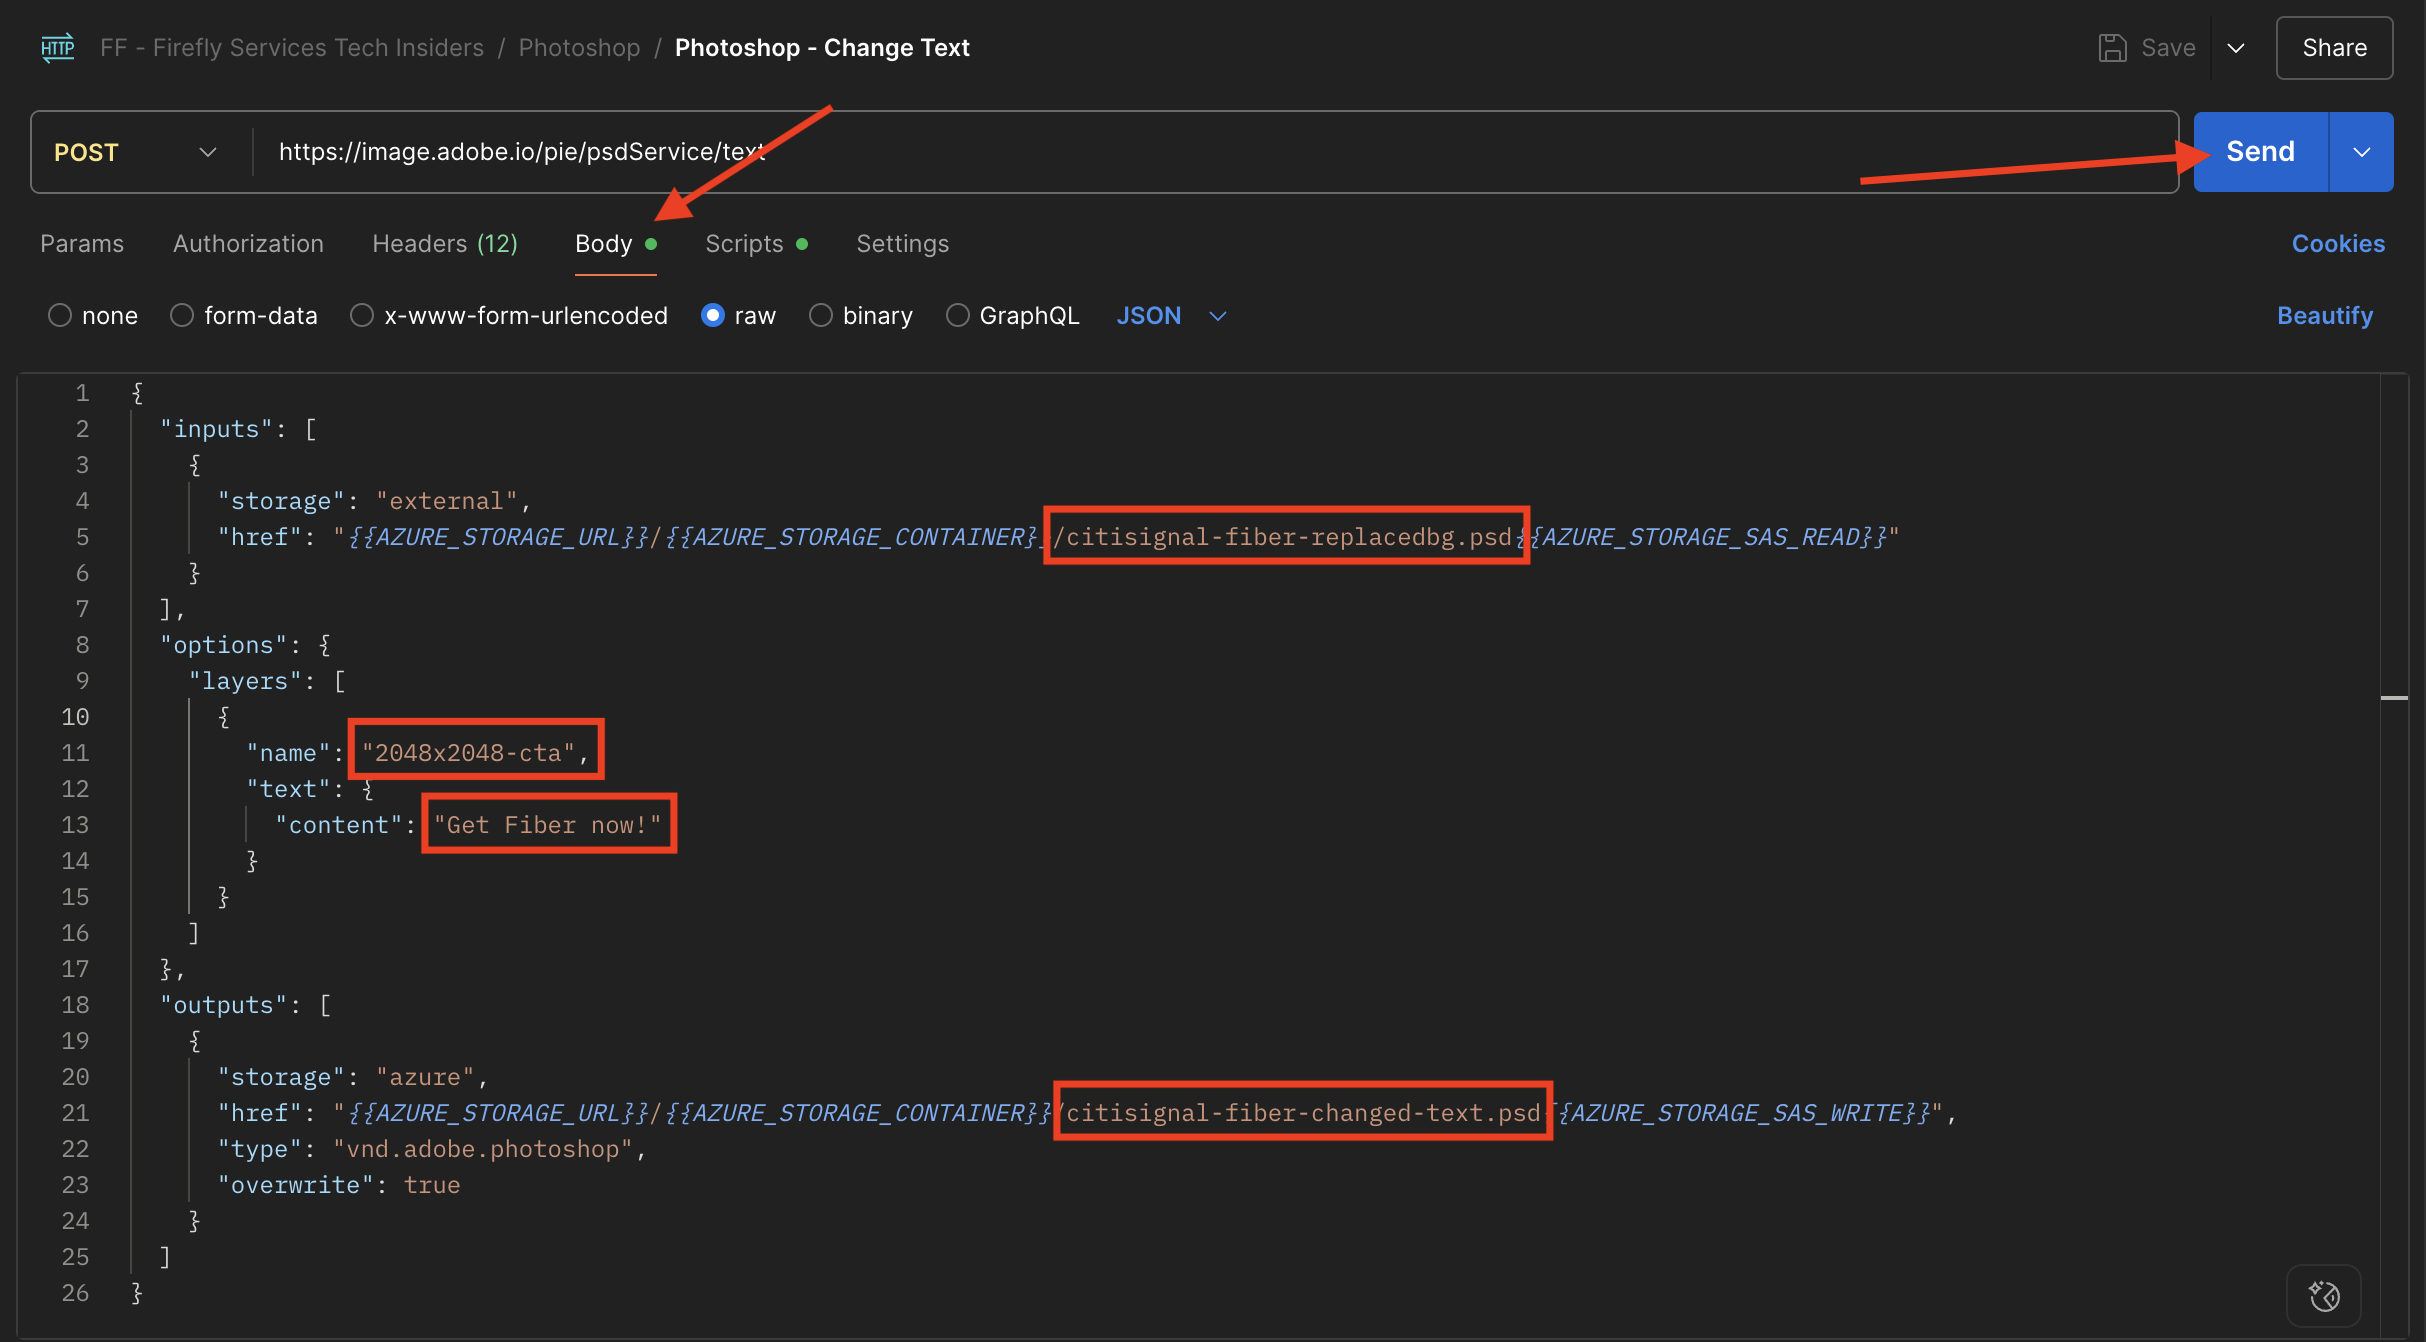 HTTP FF - Firefly Services Tech Insiders / Photoshop / Photoshop - Change Text Save Share
POST https://image.adobe.io/pie/psdService/text Send
Params Authorization Headers (12) Body Scripts Settings Cookies
none form-data x-www-form-urlencoded raw binary GraphQL JSON Beautify
1 {
2 "inputs": [
3 {
4 "storage": "external",
5 "href": "{{AZURE_STORAGE_URL}}/{{AZURE_STORAGE_CONTAINER}}/citisignal-fiber-replacedbg.psd{{AZURE_STORAGE_SAS_READ}}"
6 }
7 ],
8 "options": {
9 "layers": [
10 {
11 "name": "2048x2048-cta",
12 "text": {
13 "content": "Get Fiber now!"
14 }
15 }
16 ]
17 },
18 "outputs": [
19 {
20 "storage": "azure",
21 "href": "{{AZURE_STORAGE_URL}}/{{AZURE_STORAGE_CONTAINER}}/citisignal-fiber-changed-text.psd{{AZURE_STORAGE_SAS_WRITE}}",
22 "type": "vnd.adobe.photoshop",
23 "overwrite": true
24 }
25 ]
26 }